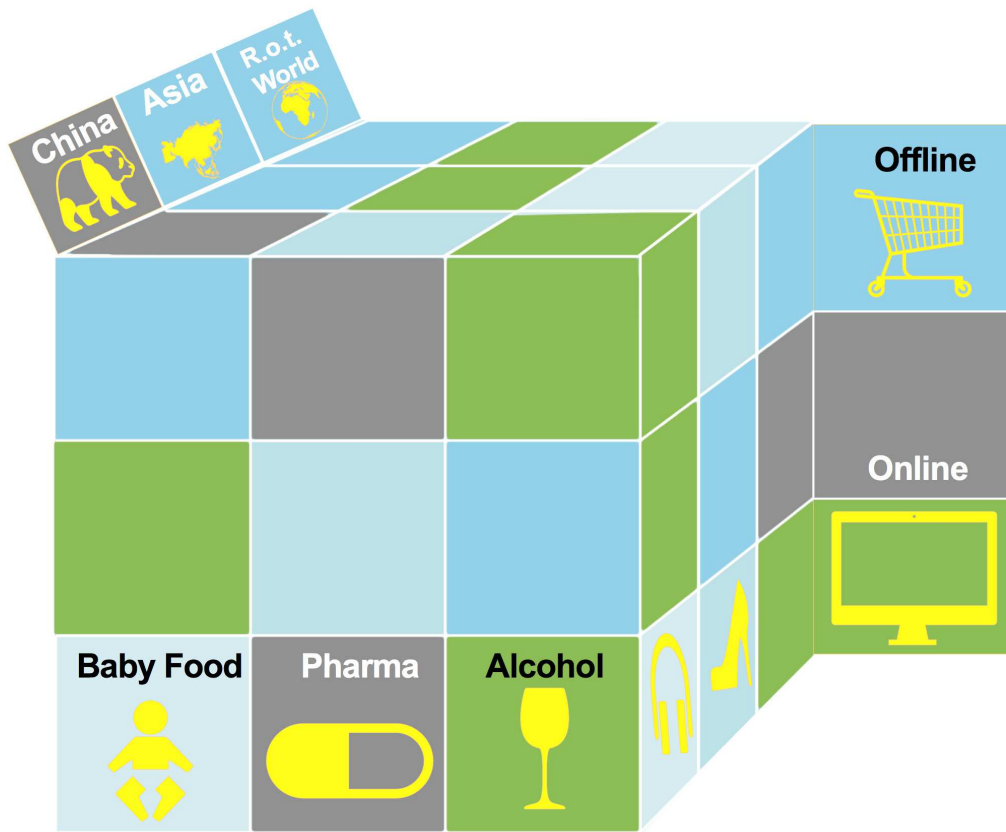 China
Asia
R.o.t.
World
Offline
Online
Baby Food
Pharma
Alcohol